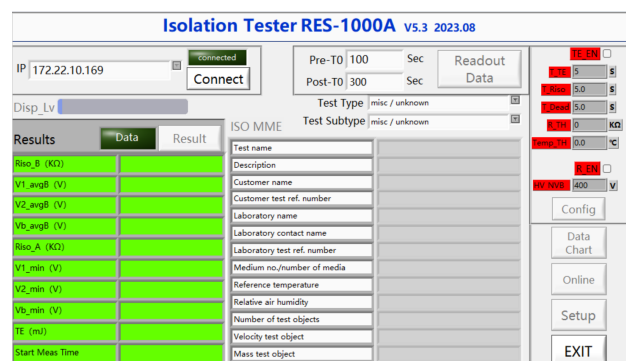 Isolation Tester RES-1000A V5.3 2023.08
IP 172.22.10.169
connected
Connect
Pre-T0 100 Sec
Post-T0 300 Sec
Readout Data
TE_EN
T_TE 5 S
T_Riso 5.0 S
T_Dead 5.0 S
R_TH 0 KΩ
Temp_TH 0.0 ℃
R_EN
HV_NVB 400 V
Config
Data Chart
Online
Setup
EXIT
Disp_Lv
Test Type misc / unknown
Test Subtype misc / unknown
Results
Data
Result
Riso_B (KΩ)
V1_avgB (V)
V2_avgB (V)
Vb_avgB (V)
Riso_A (KΩ)
V1_min (V)
V2_min (V)
Vb_min (V)
TE (mJ)
Start Meas Time
ISO MME
Test name
Description
Customer name
Customer test ref. number
Laboratory name
Laboratory contact name
Laboratory test ref. number
Medium no./number of media
Reference temperature
Relative air humidity
Number of test objects
Velocity test object
Mass test object